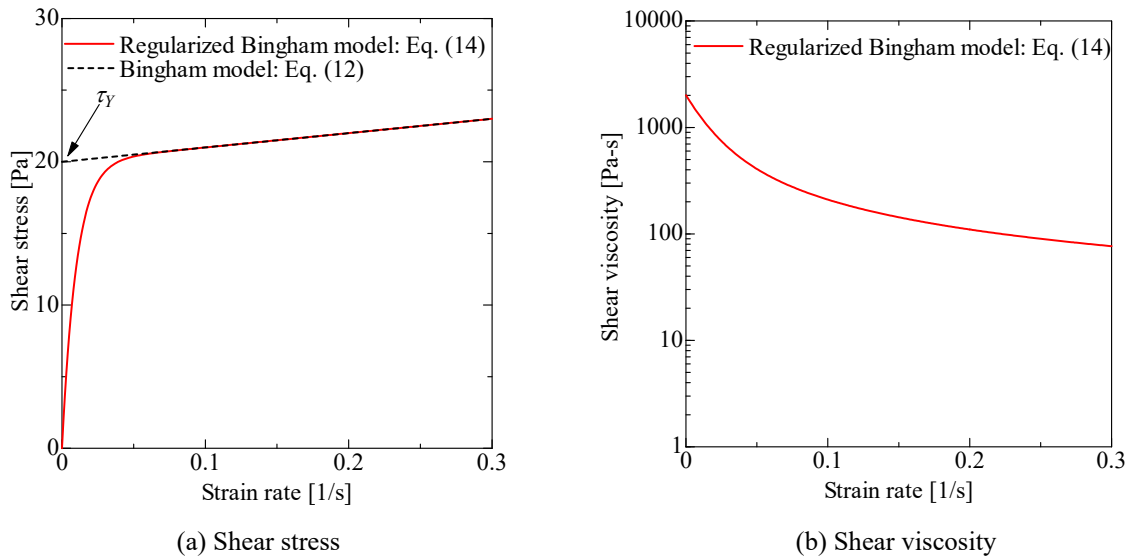 30
Regularized Bingham model: Eq. (14)
Bingham model: Eq. (12)
τY
20
10
0
Shear stress [Pa]
0 0.1 0.2 0.3
Strain rate [1/s]
(a) Shear stress
10000
Regularized Bingham model: Eq. (14)
1000
100
10
1
Shear viscosity [Pa-s]
0 0.1 0.2 0.3
Strain rate [1/s]
(b) Shear viscosity